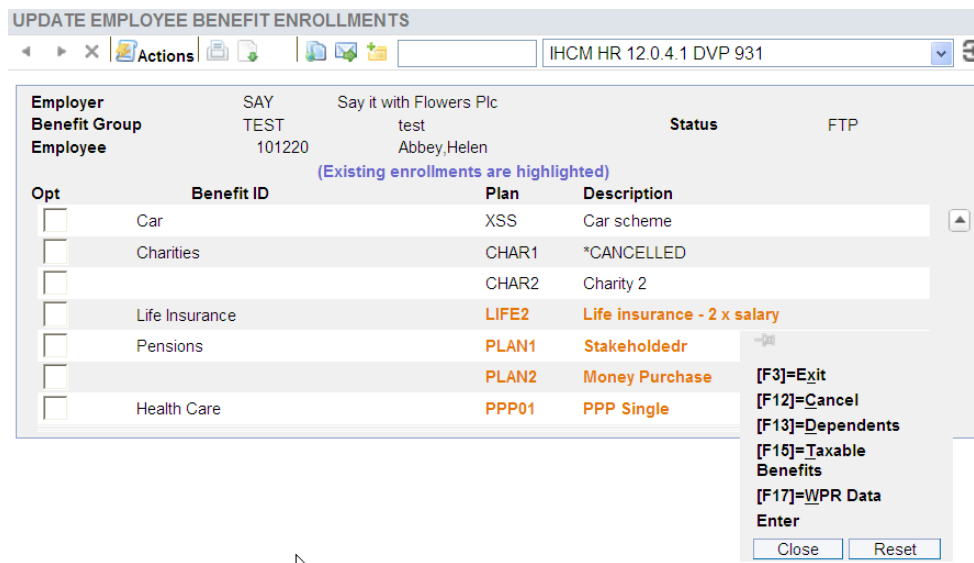 UPDATE EMPLOYEE BENEFIT ENROLLMENTS
Actions IHCM HR 12.0.4.1 DVP 931
Employer SAY Say it with Flowers Plc
Benefit Group TEST test Status FTP
Employee 101220 Abbey,Helen
(Existing enrollments are highlighted)
Opt Benefit ID Plan Description
Car XSS Car scheme
Charities CHAR1 *CANCELLED
CHAR2 Charity 2
Life Insurance LIFE2 Life insurance - 2 x salary
Pensions PLAN1 Stakeholdedr
PLAN2 Money Purchase
Health Care PPP01 PPP Single
[F3]=Exit
[F12]=Cancel
[F13]=Dependents
[F15]=Taxable
Benefits
[F17]=WPR Data
Enter
Close Reset